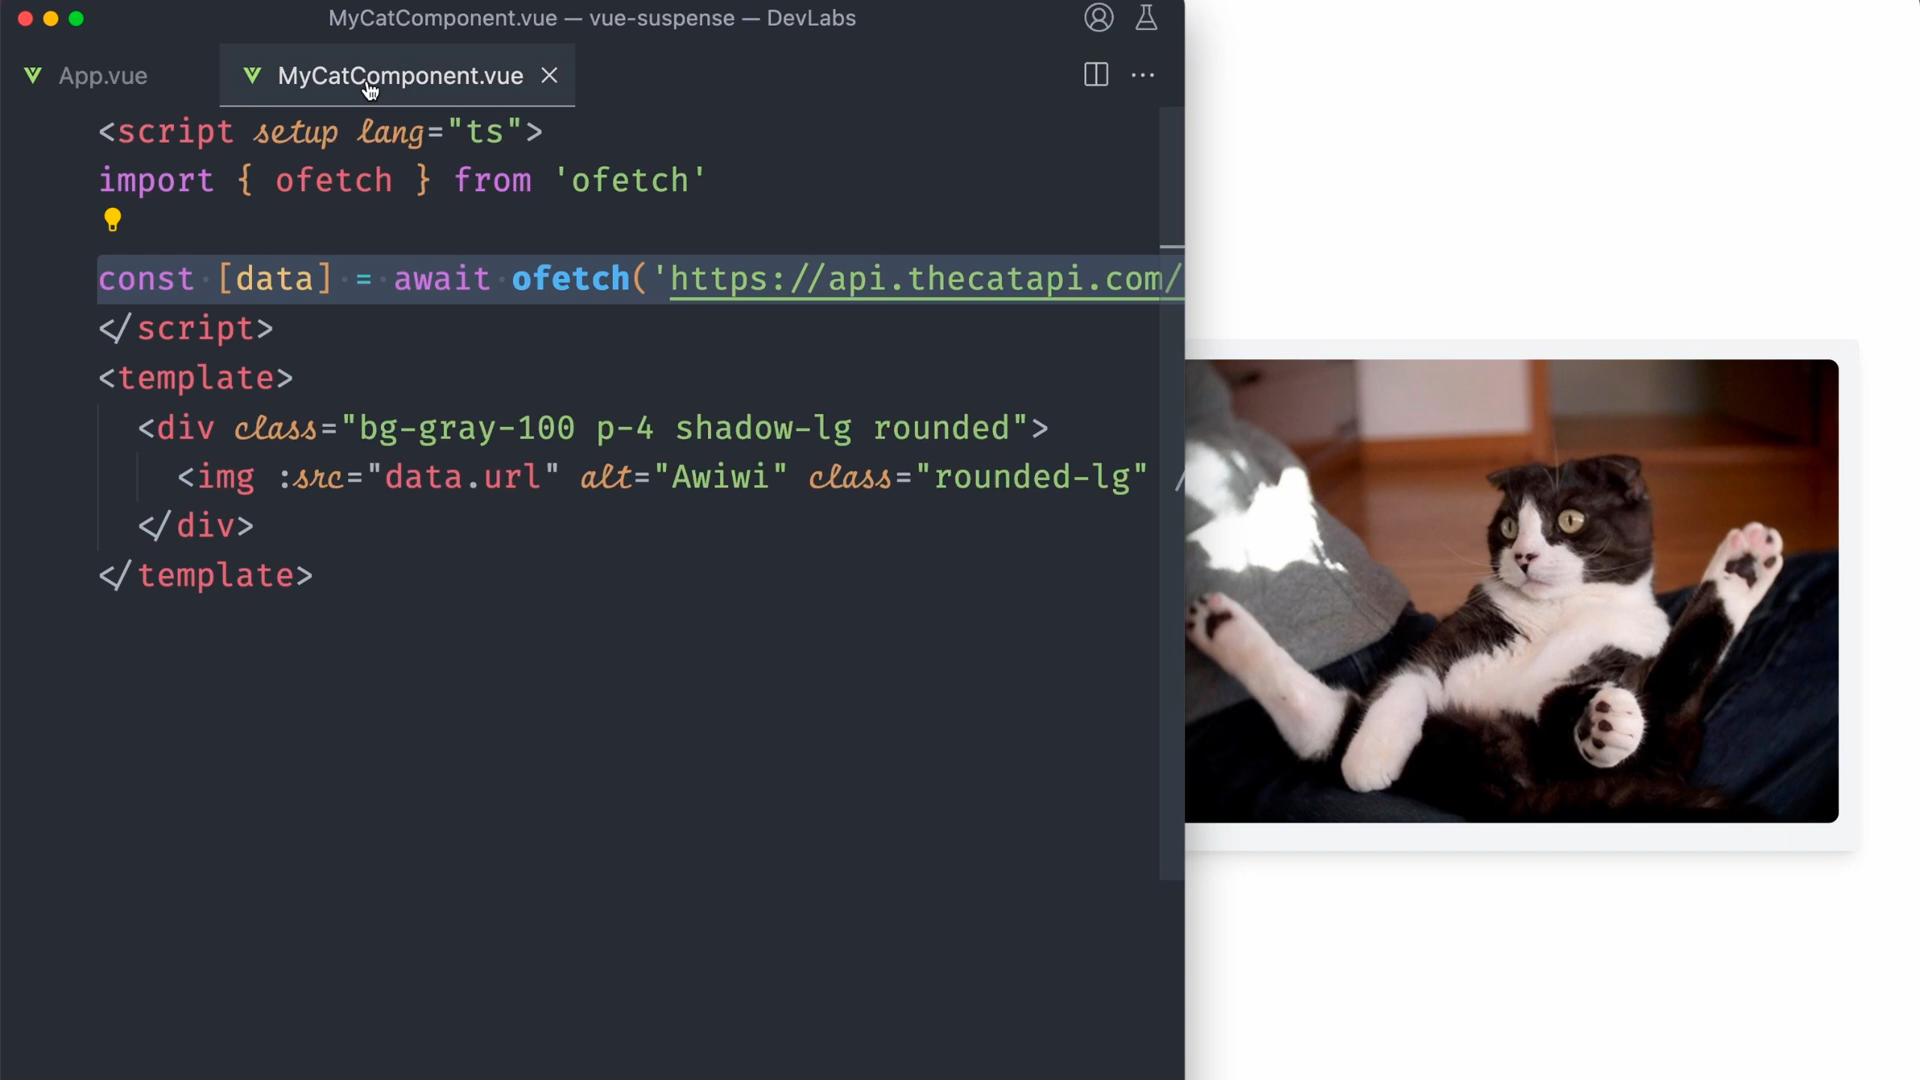 MyCatComponent.vue — vue-suspense — DevLabs
App.vue
MyCatComponent.vue
<script setup lang="ts">
import { ofetch } from 'ofetch'
const [data] = await ofetch('https://api.thecatapi.com/
</script>
<template>
<div class="bg-gray-100 p-4 shadow-lg rounded">
<img :src="data.url" alt="Awiwi" class="rounded-lg" /
</div>
</template>